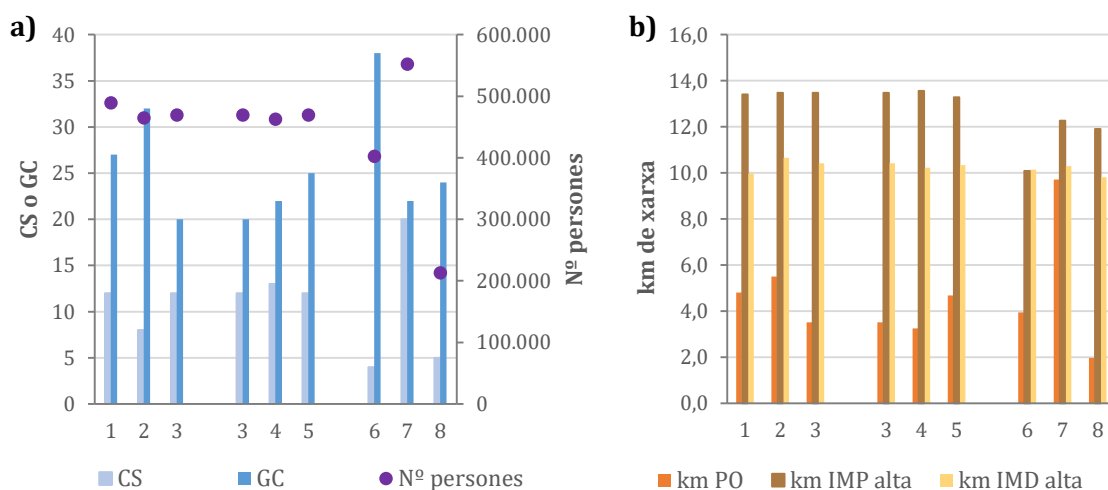 a)
40
35
30
25
20
15
10
5
0
CS o GC
600.000
500.000
400.000
300.000
200.000
100.000
0
Nº persones
1 2 3 3 4 5 6 7 8
CS GC Nº persones
b)
16,0
14,0
12,0
10,0
8,0
6,0
4,0
2,0
0,0
km de xarxa
1 2 3 3 4 5 6 7 8
km PO km IMP alta km IMD alta